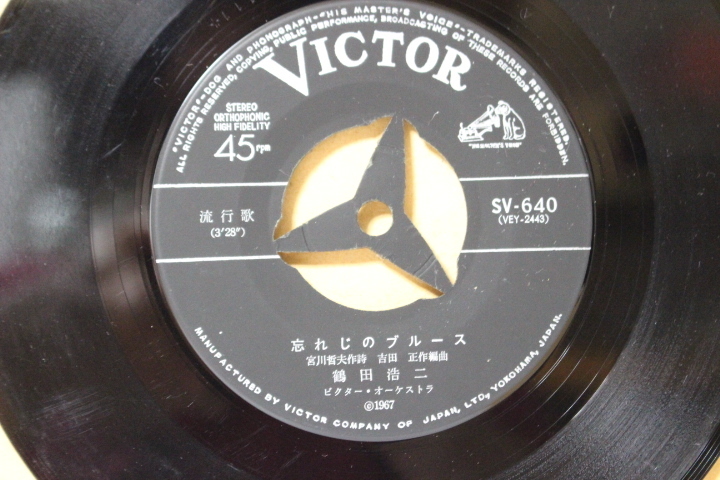 "VICTOR"-DOG AND PHONOGRAPH-"HIS MASTER'S VOICE"-TRADEMARKS REGISTERED.
ALL RIGHTS RESERVED, COPYING, PUBLIC PERFORMANCE, BROADCASTING OF THESE RECORDS ARE FORBIDDEN.
VICTOR
STEREO
ORTHOPHONIC
HIGH FIDELITY
45 rpm
"HIS MASTER'S VOICE"
流行歌
(3'28")
SV-640
(VEY-2443)
忘れじのブルース
宮川哲夫作詩 吉田 正作編曲
鶴田浩二
ビクター・オーケストラ
©1967
MANUFACTURED BY VICTOR COMPANY OF JAPAN, LTD, YOKOHAMA, JAPAN.